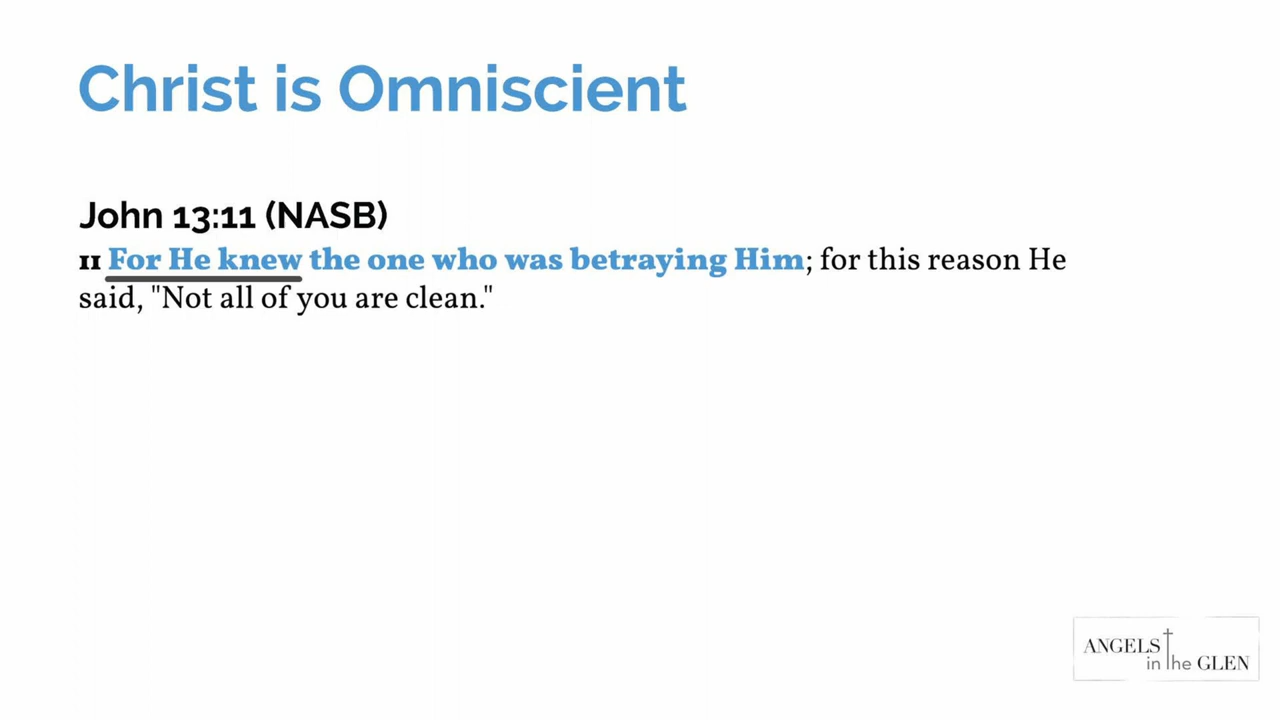 Christ is Omniscient
John 13:11 (NASB)
11 For He knew the one who was betraying Him; for this reason He
said, "Not all of you are clean."
ANGELS
in the GLEN